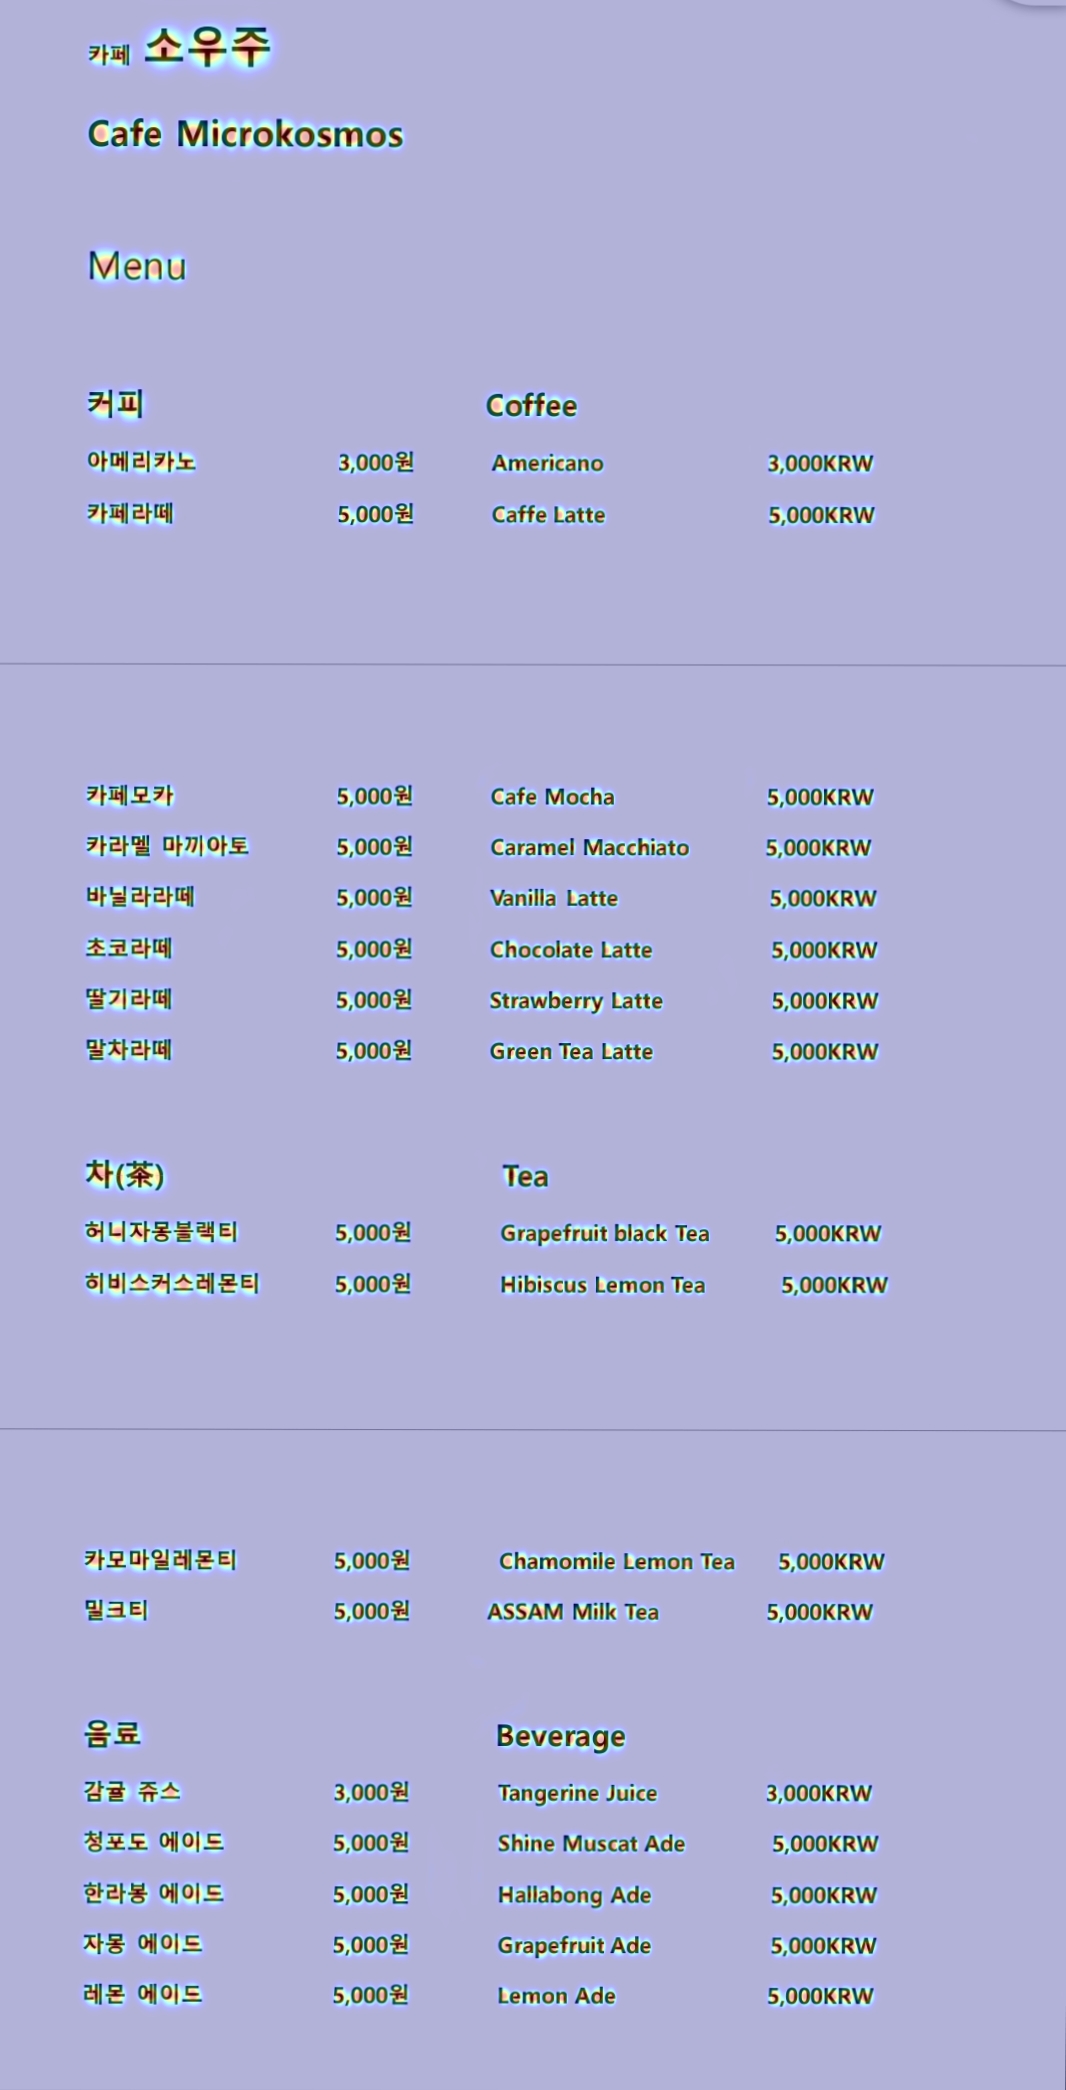 카페 소우주
Cafe Microkosmos
Menu
커피 Coffee
아메리카노 3,000원 Americano 3,000KRW
카페라떼 5,000원 Caffe Latte 5,000KRW
카페모카 5,000원 Cafe Mocha 5,000KRW
카라멜 마끼아토 5,000원 Caramel Macchiato 5,000KRW
바닐라라떼 5,000원 Vanilla Latte 5,000KRW
초코라떼 5,000원 Chocolate Latte 5,000KRW
딸기라떼 5,000원 Strawberry Latte 5,000KRW
말차라떼 5,000원 Green Tea Latte 5,000KRW
차(茶) Tea
허니자몽블랙티 5,000원 Grapefruit black Tea 5,000KRW
히비스커스레몬티 5,000원 Hibiscus Lemon Tea 5,000KRW
카모마일레몬티 5,000원 Chamomile Lemon Tea 5,000KRW
밀크티 5,000원 ASSAM Milk Tea 5,000KRW
음료 Beverage
감귤 쥬스 3,000원 Tangerine Juice 3,000KRW
청포도 에이드 5,000원 Shine Muscat Ade 5,000KRW
한라봉 에이드 5,000원 Hallabong Ade 5,000KRW
자몽 에이드 5,000원 Grapefruit Ade 5,000KRW
레몬 에이드 5,000원 Lemon Ade 5,000KRW